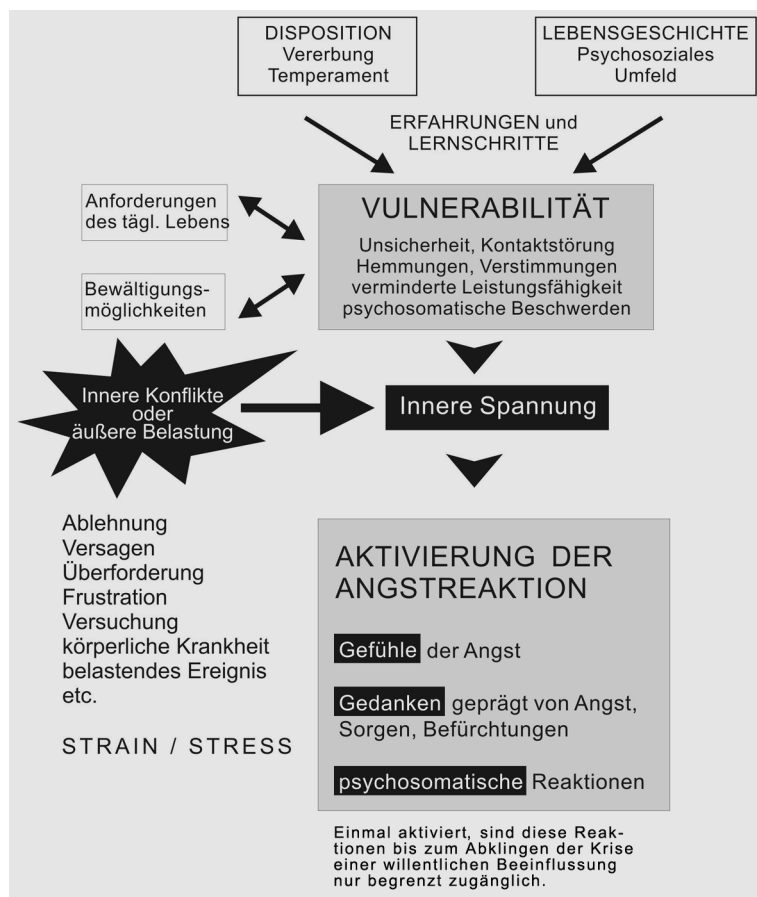 DISPOSITION
Vererbung
Temperament
LEBENSGESCHICHTE
Psychosoziales
Umfeld
ERFAHRUNGEN und
LERNSCHRITTE
Anforderungen
des tägl. Lebens
Bewältigungs-
möglichkeiten
VULNERABILITÄT
Unsicherheit, Kontaktstörung
Hemmungen, Verstimmungen
verminderte Leistungsfähigkeit
psychosomatische Beschwerden
Innere Konflikte
oder
äußere Belastung
Innere Spannung
Ablehnung
Versagen
Überforderung
Frustration
Versuchung
körperliche Krankheit
belastendes Ereignis
etc.
STRAIN / STRESS
AKTIVIERUNG DER
ANGSTREAKTION
Gefühle der Angst
Gedanken geprägt von Angst,
Sorgen, Befürchtungen
psychosomatische Reaktionen
Einmal aktiviert, sind diese Reak-
tionen bis zum Abklingen der Krise
einer willentlichen Beeinflussung
nur begrenzt zugänglich.